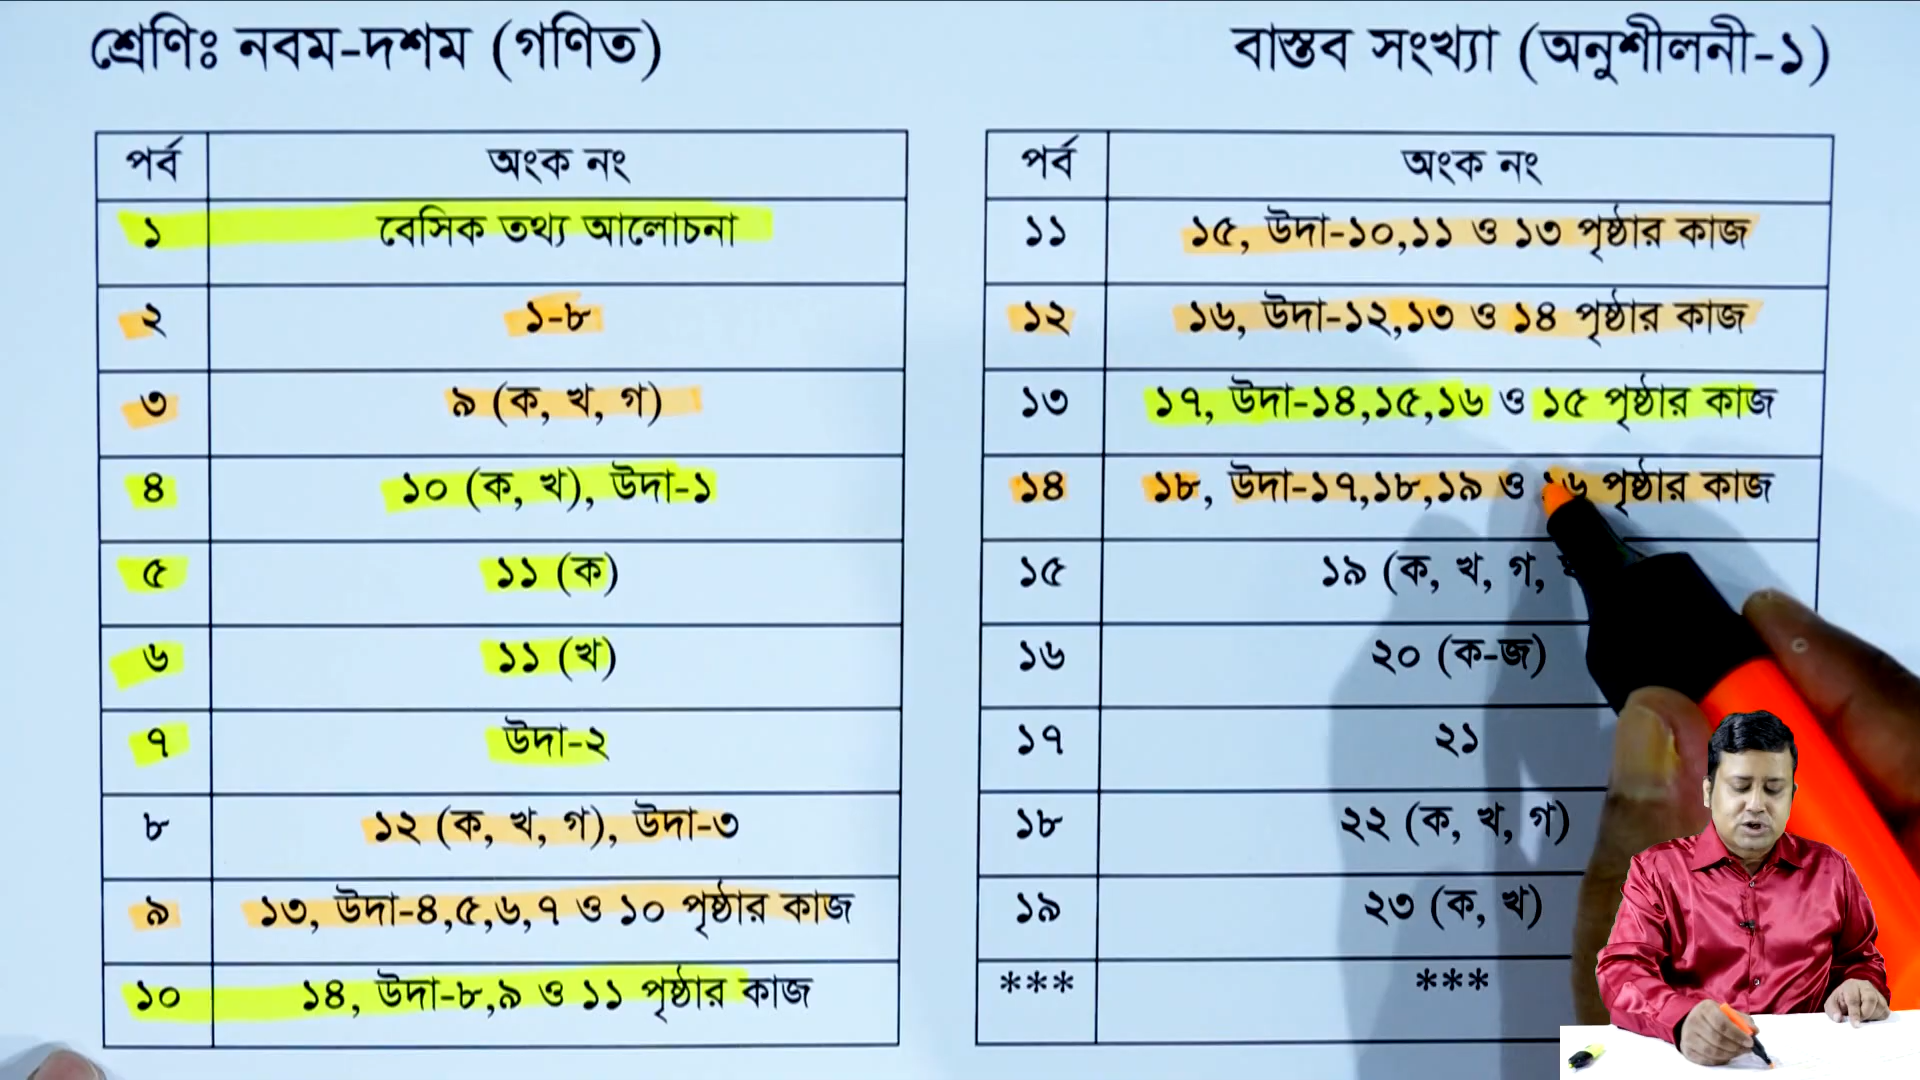 শ্রেণিঃ নবম-দশম (গণিত)
বাস্তব সংখ্যা (অনুশীলনী-১)
পর্ব অংক নং
১ বেসিক তথ্য আলোচনা
২ ১-৮
৩ ৯ (ক, খ, গ)
৪ ১০ (ক, খ), উদা-১
৫ ১১ (ক)
৬ ১১ (খ)
৭ উদা-২
৮ ১২ (ক, খ, গ), উদা-৩
৯ ১৩, উদা-৪,৫,৬,৭ ও ১০ পৃষ্ঠার কাজ
১০ ১৪, উদা-৮,৯ ও ১১ পৃষ্ঠার কাজ
পর্ব অংক নং
১১ ১৫, উদা-১০,১১ ও ১৩ পৃষ্ঠার কাজ
১২ ১৬, উদা-১২,১৩ ও ১৪ পৃষ্ঠার কাজ
১৩ ১৭, উদা-১৪,১৫,১৬ ও ১৫ পৃষ্ঠার কাজ
১৪ ১৮, উদা-১৭,১৮,১৯ ও ১৬ পৃষ্ঠার কাজ
১৫ ১৯ (ক, খ, গ,
১৬ ২০ (ক-জ)
১৭ ২১
১৮ ২২ (ক, খ, গ)
১৯ ২৩ (ক, খ)
*** ***